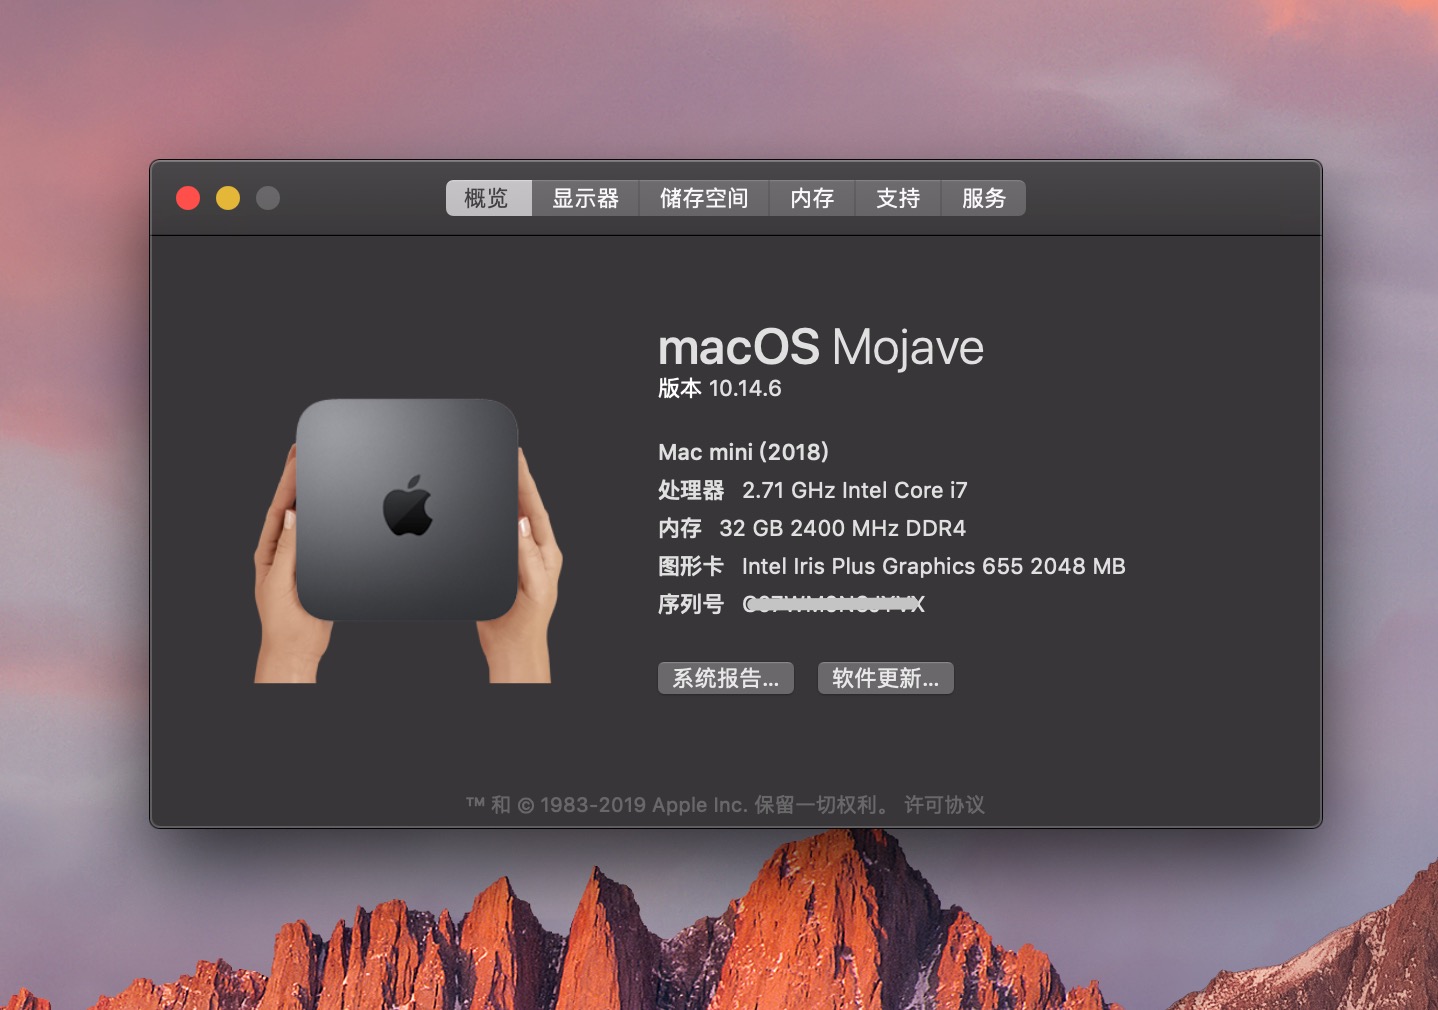 概览 显示器 储存空间 内存 支持 服务
macOS Mojave
版本 10.14.6
Mac mini (2018)
处理器 2.71 GHz Intel Core i7
内存 32 GB 2400 MHz DDR4
图形卡 Intel Iris Plus Graphics 655 2048 MB
序列号
系统报告... 软件更新...
™ 和 © 1983-2019 Apple Inc. 保留一切权利。 许可协议